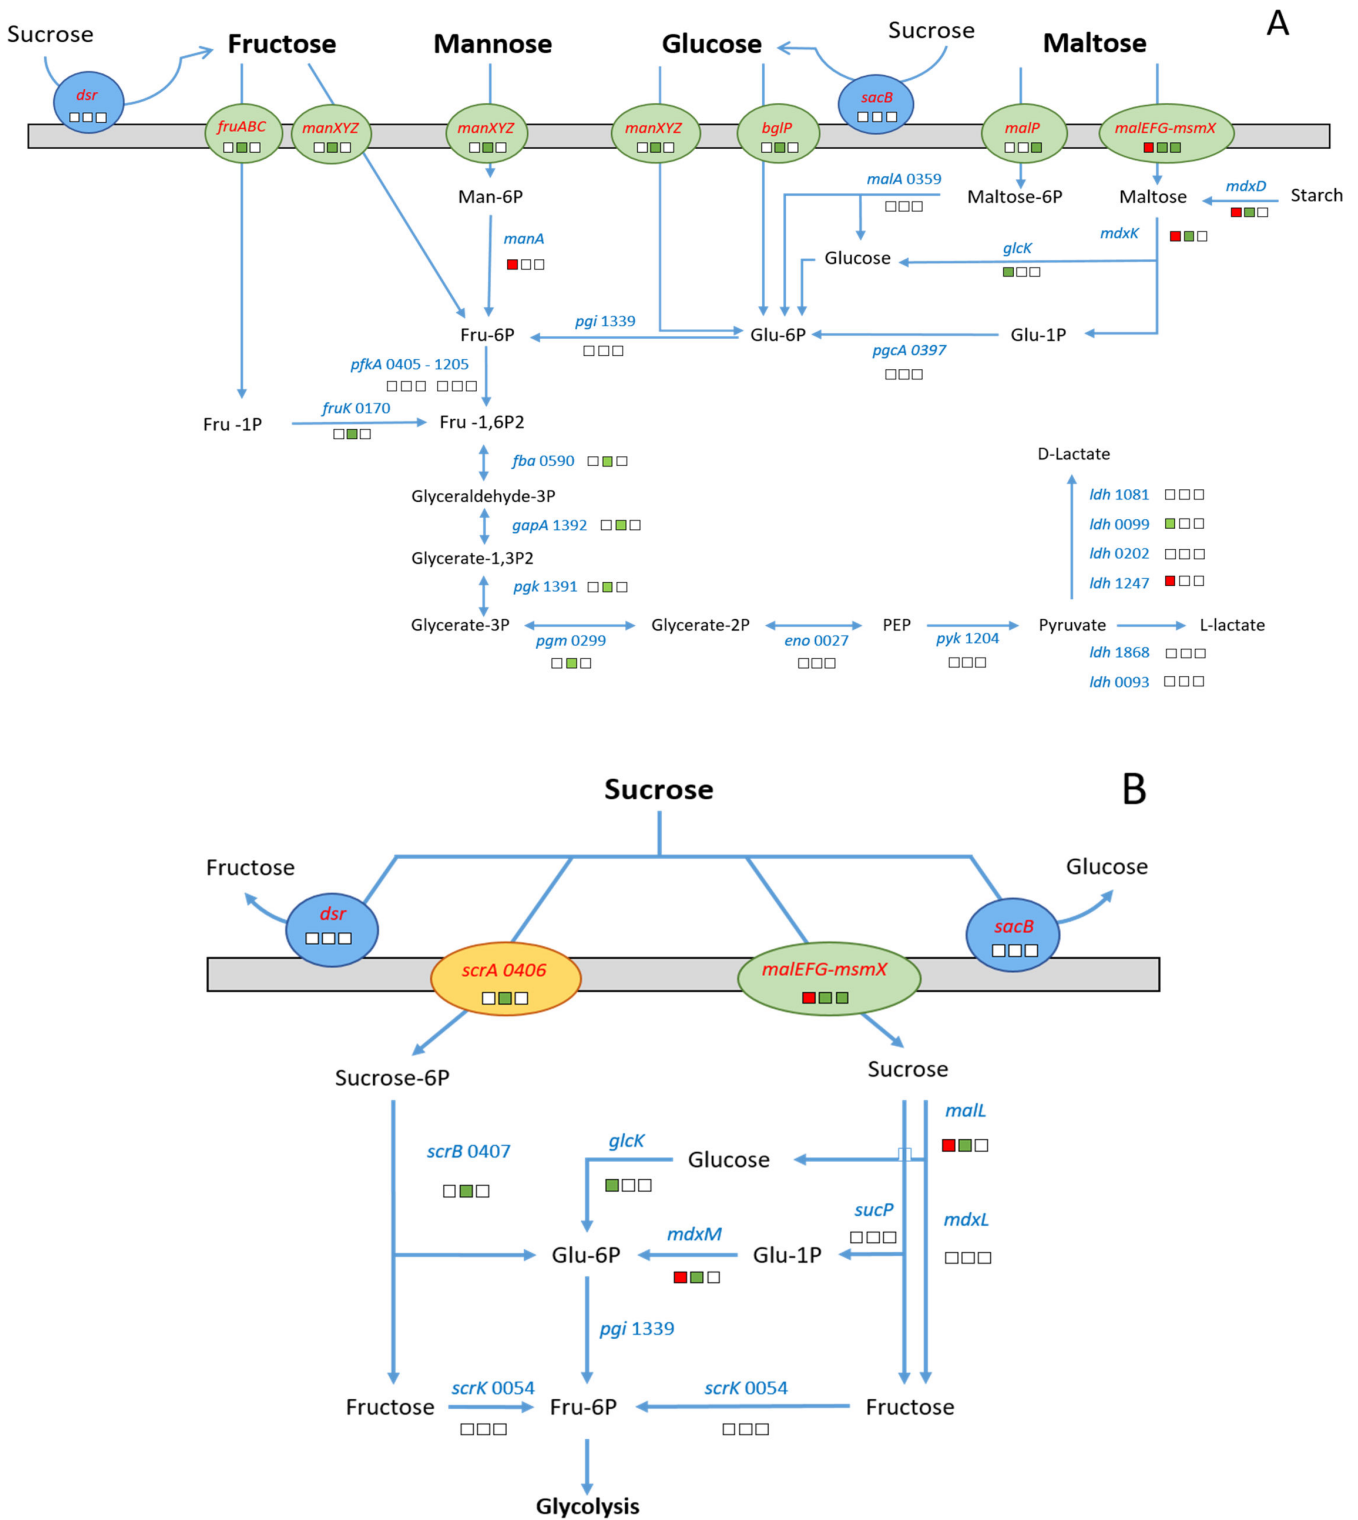 A
Sucrose
Fructose
Mannose
Glucose
Sucrose
Maltose
dsr
sacB
fruABC
manXYZ
manXYZ
manXYZ
bglP
malP
malEFG-msmX
Man-6P
malA 0359
Maltose-6P
Maltose
mdxD
Starch
manA
Glucose
glcK
mdxK
Fru-6P
pgi 1339
Glu-6P
Glu-1P
pgcA 0397
pfkA 0405 - 1205
Fru -1P
fruK 0170
Fru -1,6P2
fba 0590
D-Lactate
Glyceraldehyde-3P
ldh 1081
gapA 1392
ldh 0099
Glycerate-1,3P2
ldh 0202
pgk 1391
ldh 1247
Glycerate-3P
Glycerate-2P
PEP
Pyruvate
L-lactate
pgm 0299
eno 0027
pyk 1204
ldh 1868
ldh 0093
B
Sucrose
Fructose
Glucose
dsr
sacB
scrA 0406
malEFG-msmX
Sucrose-6P
Sucrose
malL
scrB 0407
glcK
Glucose
sucP
mdxL
mdxM
Glu-6P
Glu-1P
pgi 1339
scrK 0054
scrK 0054
Fructose
Fru-6P
Fructose
Glycolysis